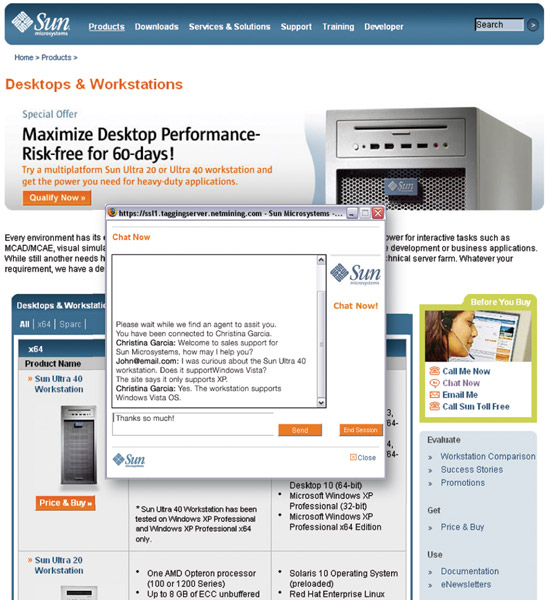 Sun
microsystems
Products Downloads Services & Solutions Support Training Developer
Search
Home > Products >
Desktops & Workstations
Special Offer
Maximize Desktop Performance-
Risk-free for 60-days!
Try a multiplatform Sun Ultra 20 or Ultra 40 workstation and
get the power you need for heavy-duty applications.
Qualify Now »
Sun
Every environment has its
ower for interactive tasks such as
MCAD/MCAE, visual simula
e development or business applications.
While still another needs h
chnical server farm. Whatever your
requirement, we have a de
https://ssl1.taggingserver.netmining.com - Sun Microsystems -...
Chat Now
Sun
microsystems
Chat Now!
Please wait while we find an agent to assit you.
You have been connected to Christina Garcia.
Christina Garcia: Welcome to sales support for
Sun Microsystems, how may I help you?
John@email.com: I was curious about the Sun Ultra 40
workstation. Does it supportWindows Vista?
The site says it only supports XP.
Christina Garcia: Yes. The workstation supports
Windows Vista OS.
Thanks so much!
Send
End Session
Sun
microsystems
Close
Desktops & Workstatio
All | x64 | Sparc |
x64
Product Name
» Sun Ultra 40
Workstation
Price & Buy »
* Sun Ultra 40 Workstation has been
tested on Windows XP Professional
and Windows XP Professional x64
only.
3,
64-
4,
64-
Desktop 10 (64-bit)
• Microsoft Windows XP
Professional (32-bit)
• Microsoft Windows XP
Professional x64 Edition
» Sun Ultra 20
Workstation
• One AMD Opteron processor
(100 or 1200 Series)
• Up to 8 GB of ECC unbuffered
• Solaris 10 Operating System
(preloaded)
• Red Hat Enterprise Linux
Before You Buy
Call Me Now
Chat Now
Email Me
Call Sun Toll Free
Evaluate
» Workstation Comparison
» Success Stories
» Promotions
Get
» Price & Buy
Use
» Documentation
» eNewsletters